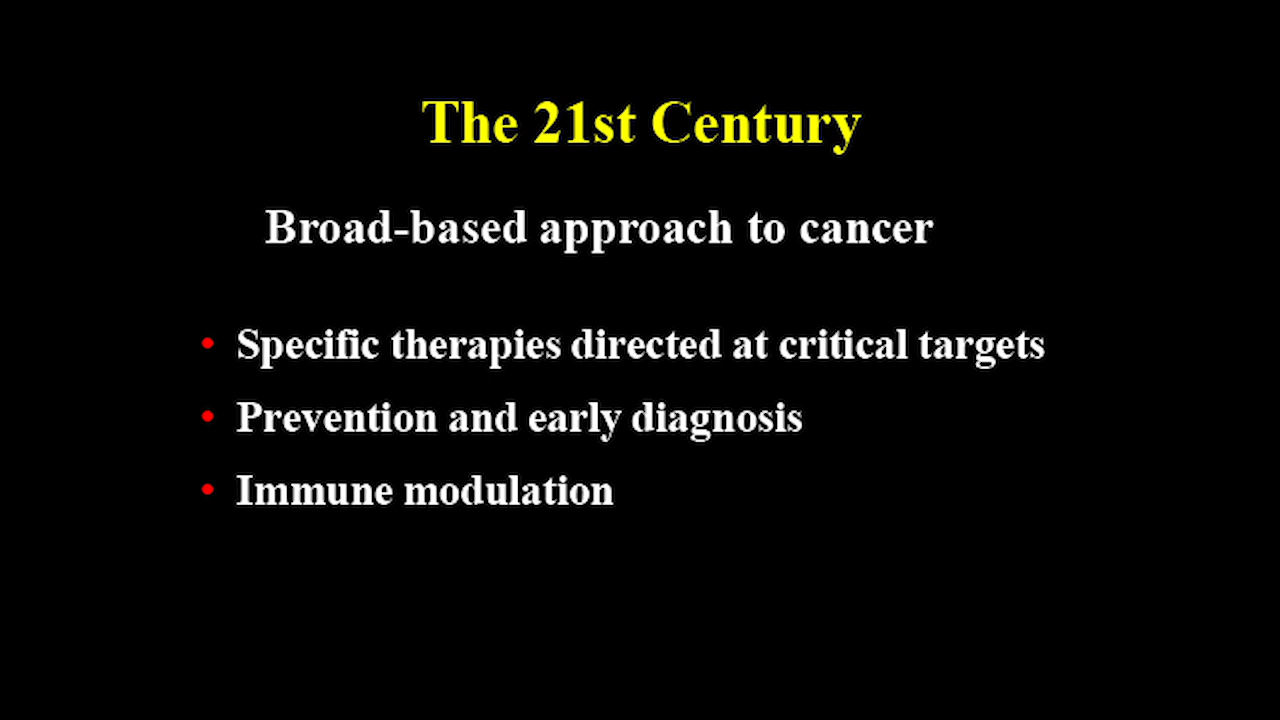 The 21st Century
Broad-based approach to cancer
• Specific therapies directed at critical targets
• Prevention and early diagnosis
• Immune modulation